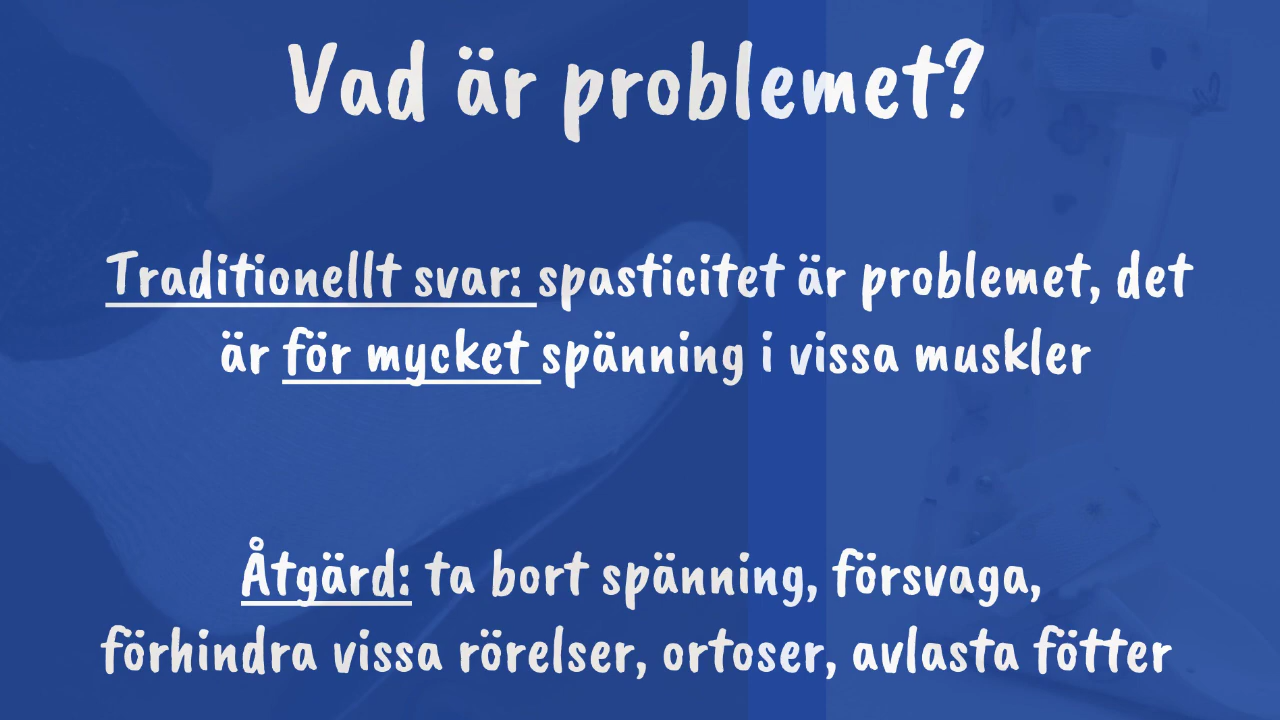 Vad är problemet?
Traditionellt svar: spasticitet är problemet, det
är för mycket spänning i vissa muskler
Åtgärd: ta bort spänning, försvaga,
förhindra vissa rörelser, ortoser, avlasta fötter